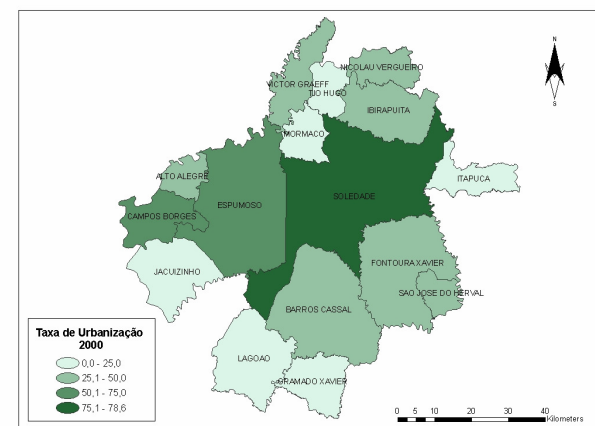 N
S
NICOLAU VERGUEIRO
VICTOR GRAEFF
TIO HUGO
IBIRAPUITA
MORMACO
ALTO ALEGRE
ITAPUCA
SOLEDADE
ESPUMOSO
CAMPOS BORGES
FONTOURA XAVIER
JACUIZINHO
SAO JOSE DO HERVAL
BARROS CASSAL
LAGOAO
GRAMADO XAVIER
Taxa de Urbanização
2000
0,0 - 25,0
25,1 - 50,0
50,1 - 75,0
75,1 - 78,6
0 5 10 20 30 40
Kilometers